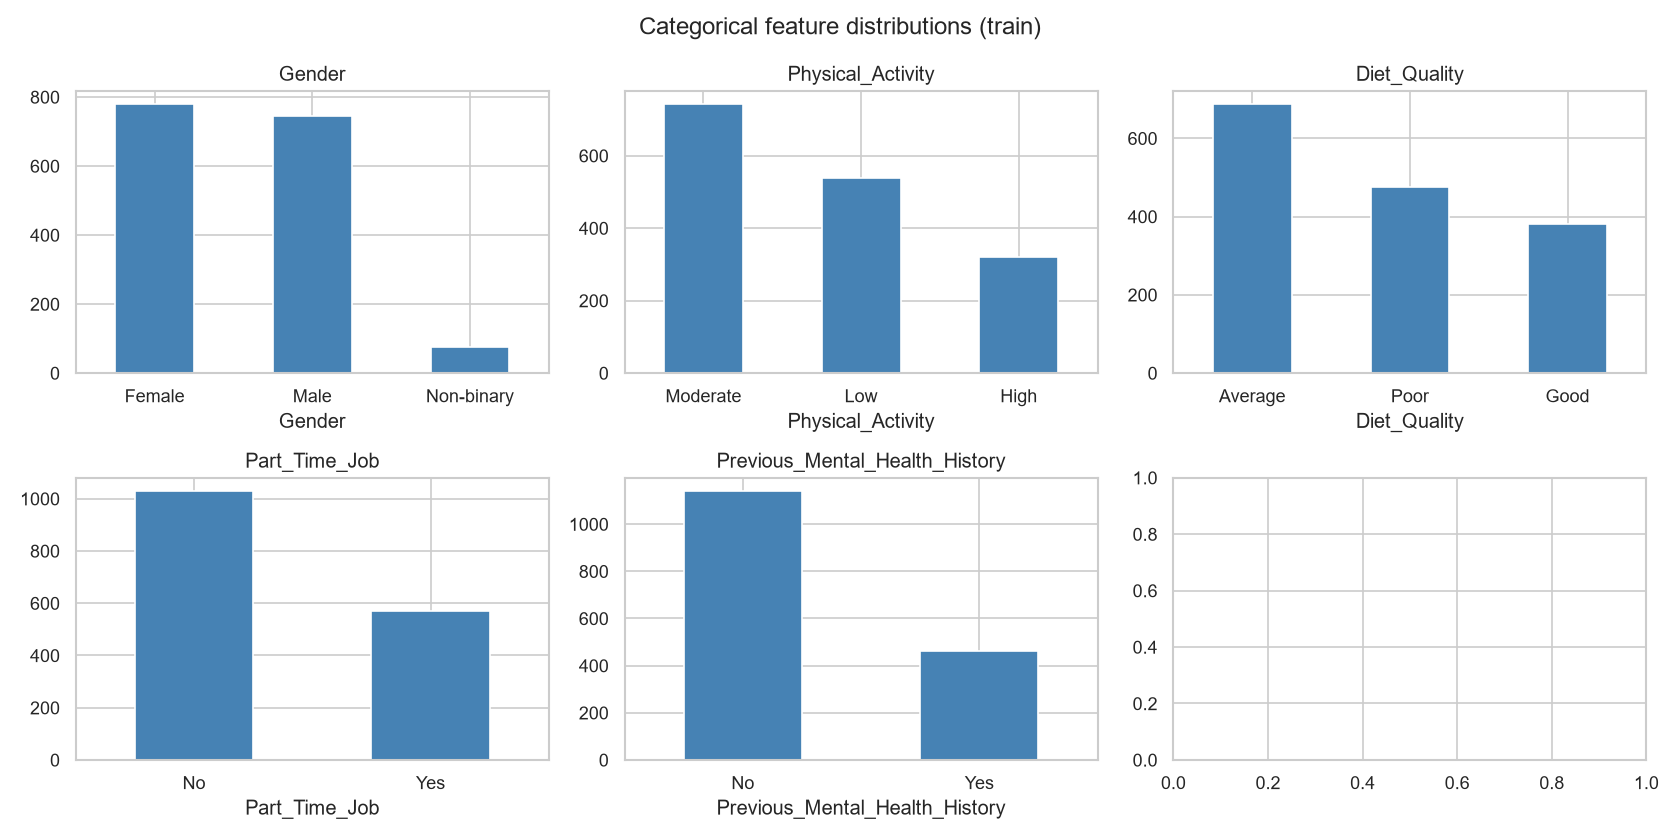 Categorical feature distributions (train)
Gender
800
600
400
200
0
Female Male Non-binary
Gender
Physical_Activity
600
400
200
0
Moderate Low High
Physical_Activity
Diet_Quality
600
400
200
0
Average Poor Good
Diet_Quality
Part_Time_Job
1000
800
600
400
200
0
No Yes
Part_Time_Job
Previous_Mental_Health_History
1000
800
600
400
200
0
No Yes
Previous_Mental_Health_History
1.0
0.8
0.6
0.4
0.2
0.0
0.0 0.2 0.4 0.6 0.8 1.0